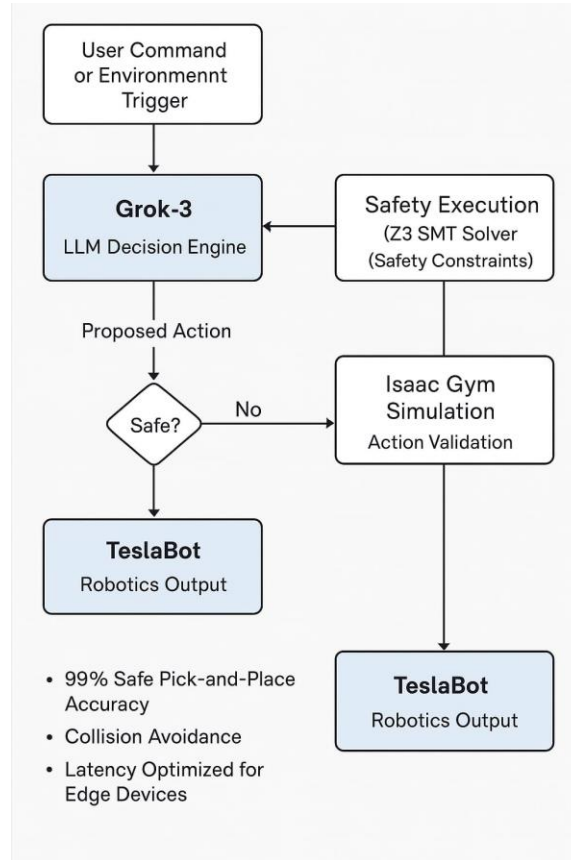 User Command
or Environmennt
Trigger
Grok-3
LLM Decision Engine
Safety Execution
(Z3 SMT Solver
(Safety Constraints)
Proposed Action
Safe?
No
Isaac Gym
Simulation
Action Validation
TeslaBot
Robotics Output
• 99% Safe Pick-and-Place
Accuracy
• Collision Avoidance
• Latency Optimized for
Edge Devices
TeslaBot
Robotics Output